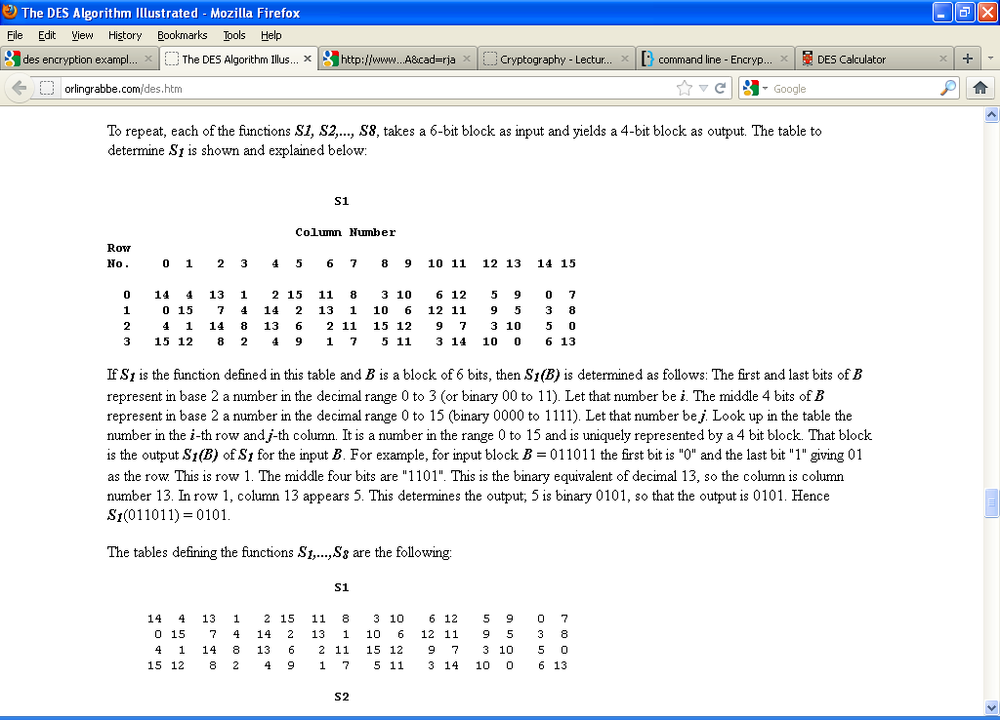 The DES Algorithm Illustrated - Mozilla Firefox
File Edit View History Bookmarks Tools Help
des encryption exampl... The DES Algorithm Illus... http://www...A&cad=rja Cryptography - Lectur... command line - Encryp... DES Calculator
orlingrabbe.com/des.htm Google
To repeat, each of the functions S1, S2,..., S8, takes a 6-bit block as input and yields a 4-bit block as output. The table to
determine S1 is shown and explained below:
S1
Column Number
Row
No. 0 1 2 3 4 5 6 7 8 9 10 11 12 13 14 15
0 14 4 13 1 2 15 11 8 3 10 6 12 5 9 0 7
1 0 15 7 4 14 2 13 1 10 6 12 11 9 5 3 8
2 4 1 14 8 13 6 2 11 15 12 9 7 3 10 5 0
3 15 12 8 2 4 9 1 7 5 11 3 14 10 0 6 13
If S1 is the function defined in this table and B is a block of 6 bits, then S1(B) is determined as follows: The first and last bits of B
represent in base 2 a number in the decimal range 0 to 3 (or binary 00 to 11). Let that number be i. The middle 4 bits of B
represent in base 2 a number in the decimal range 0 to 15 (binary 0000 to 1111). Let that number be j. Look up in the table the
number in the i-th row and j-th column. It is a number in the range 0 to 15 and is uniquely represented by a 4 bit block. That block
is the output S1(B) of S1 for the input B. For example, for input block B = 011011 the first bit is "0" and the last bit "1" giving 01
as the row. This is row 1. The middle four bits are "1101". This is the binary equivalent of decimal 13, so the column is column
number 13. In row 1, column 13 appears 5. This determines the output; 5 is binary 0101, so that the output is 0101. Hence
S1(011011) = 0101.
The tables defining the functions S1,...,S8 are the following:
S1
14 4 13 1 2 15 11 8 3 10 6 12 5 9 0 7
0 15 7 4 14 2 13 1 10 6 12 11 9 5 3 8
4 1 14 8 13 6 2 11 15 12 9 7 3 10 5 0
15 12 8 2 4 9 1 7 5 11 3 14 10 0 6 13
S2